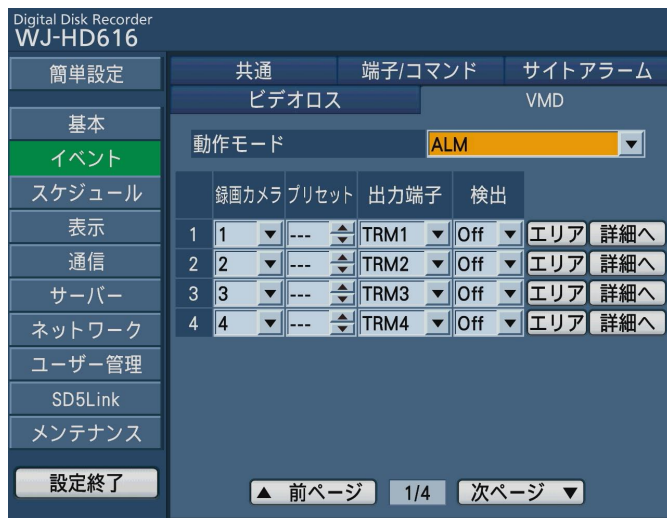 Digital Disk Recorder
WJ-HD616
簡単設定
基本
イベント
スケジュール
表示
通信
サーバー
ネットワーク
ユーザー管理
SD5Link
メンテナンス
設定終了
共通 端子/コマンド サイトアラーム
ビデオロス VMD
動作モード ALM
録画カメラ プリセット 出力端子 検出
1 1 --- TRM1 Off エリア 詳細へ
2 2 --- TRM2 Off エリア 詳細へ
3 3 --- TRM3 Off エリア 詳細へ
4 4 --- TRM4 Off エリア 詳細へ
▲ 前ページ 1/4 次ページ ▼